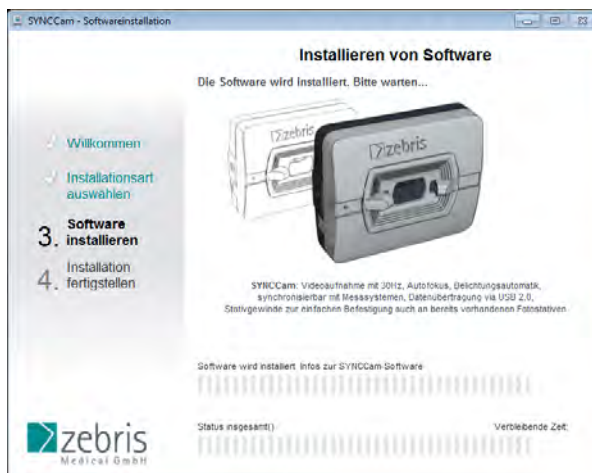 SYNCCam - Softwareinstallation
Installieren von Software
Die Software wird installiert. Bitte warten...
zebris
zebris
Willkommen
Installationsart
auswählen
3. Software
installieren
4. Installation
fertigstellen
SYNCCam: Videoaufnahme mit 30Hz, Autofokus, Belichtungsautomatik,
synchronisierbar mit Messsystemen, Datenübertragung via USB 2.0,
Stativgewinde zur einfachen Befestigung auch an bereits vorhandenen Fotostativen
Software wird installiert Infos zur SYNCCam-Software
Status insgesamt() Verbleibende Zeit:
zebris
Medical GmbH